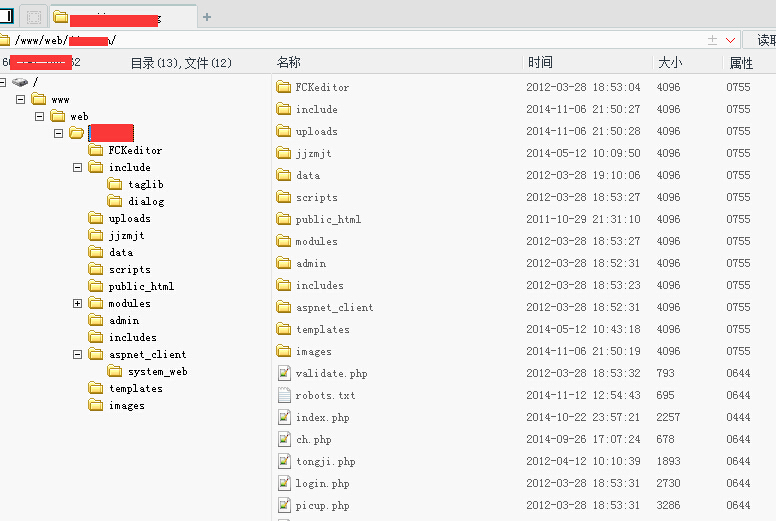 /www/web/
读取
目录(13),文件(12)
名称 时间 大小 属性
/
www
web
FCKeditor
include
taglib
dialog
uploads
jjzmjt
data
scripts
public_html
modules
admin
includes
aspnet_client
system_web
templates
images
FCKeditor 2012-03-28 18:53:04 4096 0755
include 2014-11-06 21:50:27 4096 0755
uploads 2014-11-06 21:50:28 4096 0755
jjzmjt 2014-05-12 10:09:50 4096 0755
data 2012-03-28 19:10:06 4096 0755
scripts 2012-03-28 18:53:27 4096 0755
public_html 2011-10-29 21:31:10 4096 0755
modules 2012-03-28 18:53:27 4096 0755
admin 2012-03-28 18:52:31 4096 0755
includes 2012-03-28 18:53:23 4096 0755
aspnet_client 2012-03-28 18:52:31 4096 0755
templates 2014-05-12 10:43:18 4096 0755
images 2014-11-06 21:50:19 4096 0755
validate.php 2012-03-28 18:53:32 793 0644
robots.txt 2014-11-12 12:54:43 695 0644
index.php 2014-10-22 23:57:21 2257 0444
ch.php 2014-09-26 17:07:24 678 0644
tongji.php 2012-04-12 10:10:39 1893 0644
login.php 2012-03-28 18:53:31 2730 0644
picup.php 2012-03-28 18:53:31 3286 0644